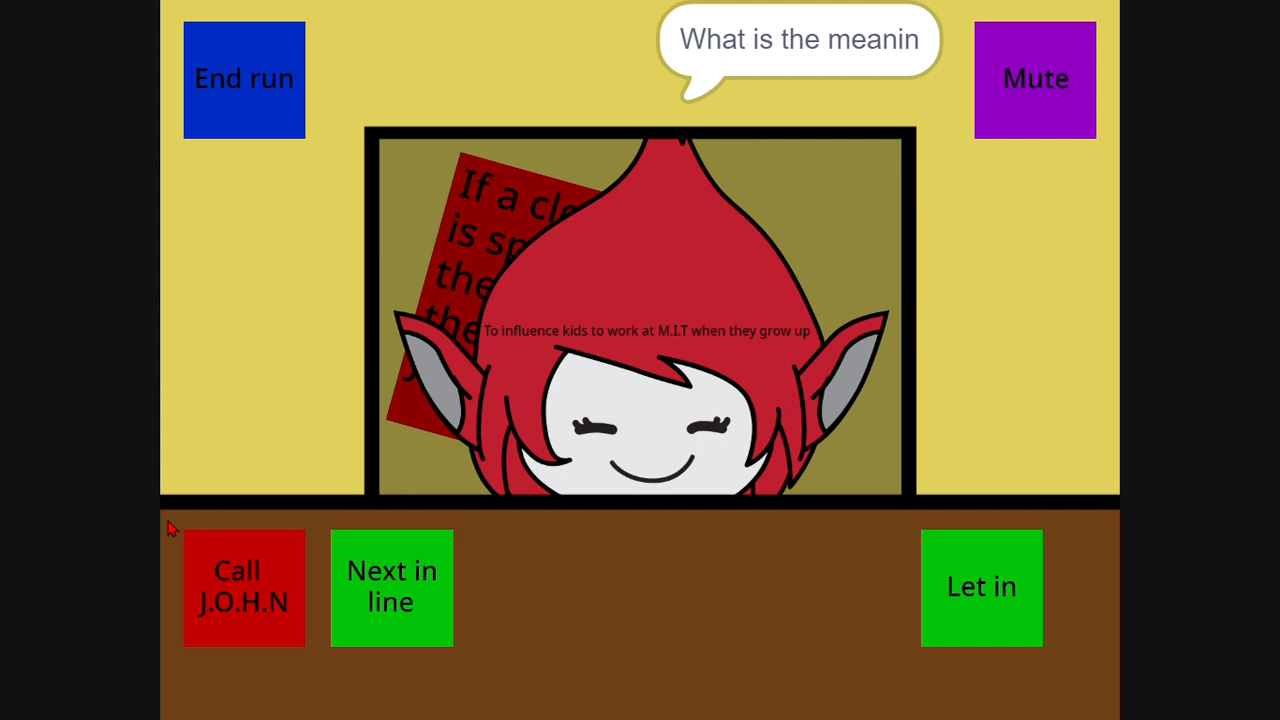 What is the meanin
End run
Mute
If a
is
the
the
To influence kids to work at M.I.T when they grow up
Call
J.O.H.N
Next in
line
Let in